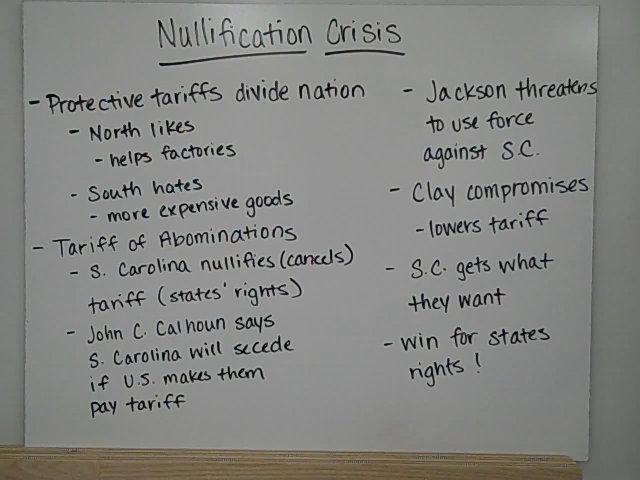 Nullification Crisis
- Protective tariffs divide nation
- North likes
- helps factories
- South hates
- more expensive goods
- Tariff of Abominations
- S. Carolina nullifies (cancels)
tariff (states' rights)
- John C. Calhoun says
S. Carolina will secede
if U.S. makes them
pay tariff
- Jackson threatens
to use force
against S.C.
- Clay compromises
- lowers tariff
- S.C. gets what
they want
- win for states
rights!